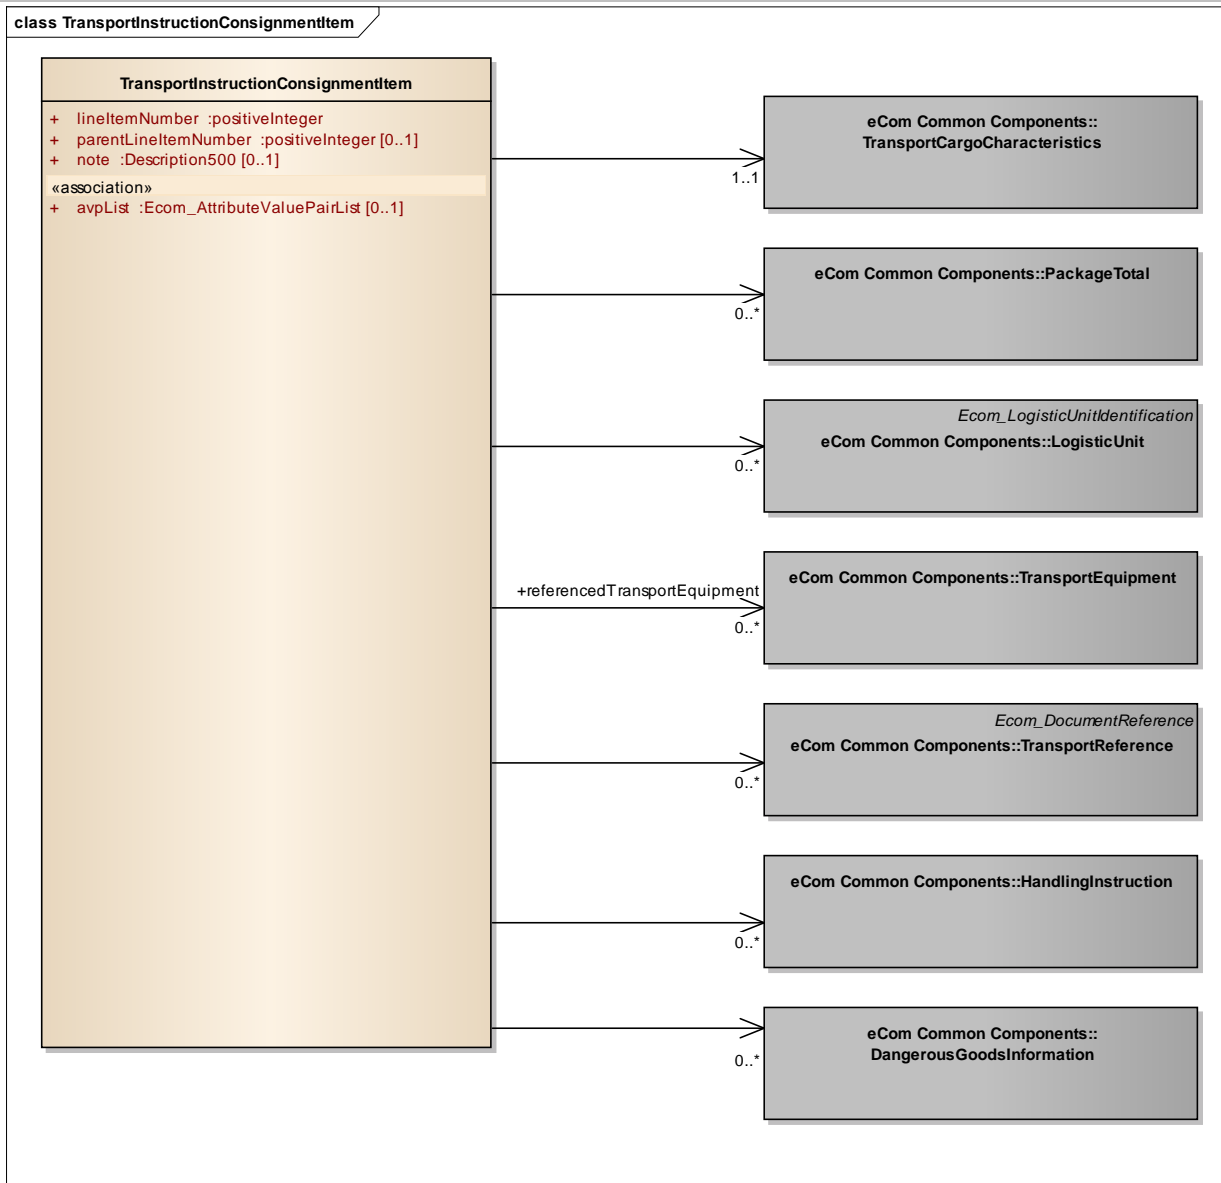 class TransportInstructionConsignmentItem
TransportInstructionConsignmentItem
+ lineItemNumber :positiveInteger
+ parentLineItemNumber :positiveInteger [0..1]
+ note :Description500 [0..1]
«association»
+ avpList :Ecom_AttributeValuePairList [0..1]
eCom Common Components::
TransportCargoCharacteristics
1..1
eCom Common Components::PackageTotal
0..*
Ecom_LogisticUnitIdentification
eCom Common Components::LogisticUnit
0..*
eCom Common Components::TransportEquipment
+referencedTransportEquipment
0..*
Ecom_DocumentReference
eCom Common Components::TransportReference
0..*
eCom Common Components::HandlingInstruction
0..*
eCom Common Components::
DangerousGoodsInformation
0..*